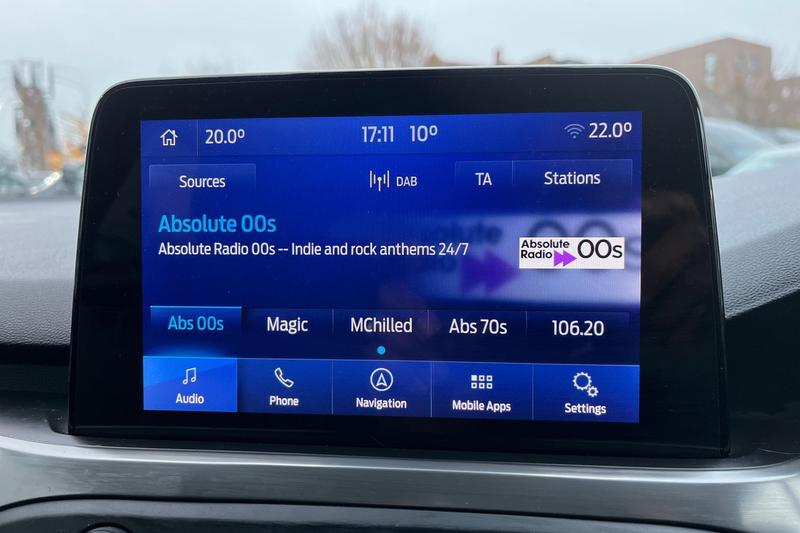 20.0° 17:11 10° 22.0°
Sources DAB TA Stations
Absolute 00s
Absolute Radio 00s -- Indie and rock anthems 24/7
Absolute
Radio 00s
Abs 00s Magic MChilled Abs 70s 106.20
Audio Phone Navigation Mobile Apps Settings